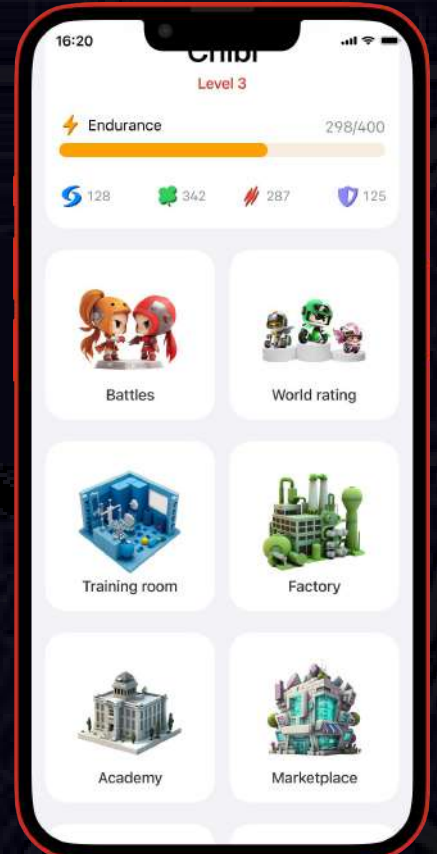 16:20
Chibi
Level 3
Endurance 298/400
128 342 287 125
Battles World rating
Training room Factory
Academy Marketplace